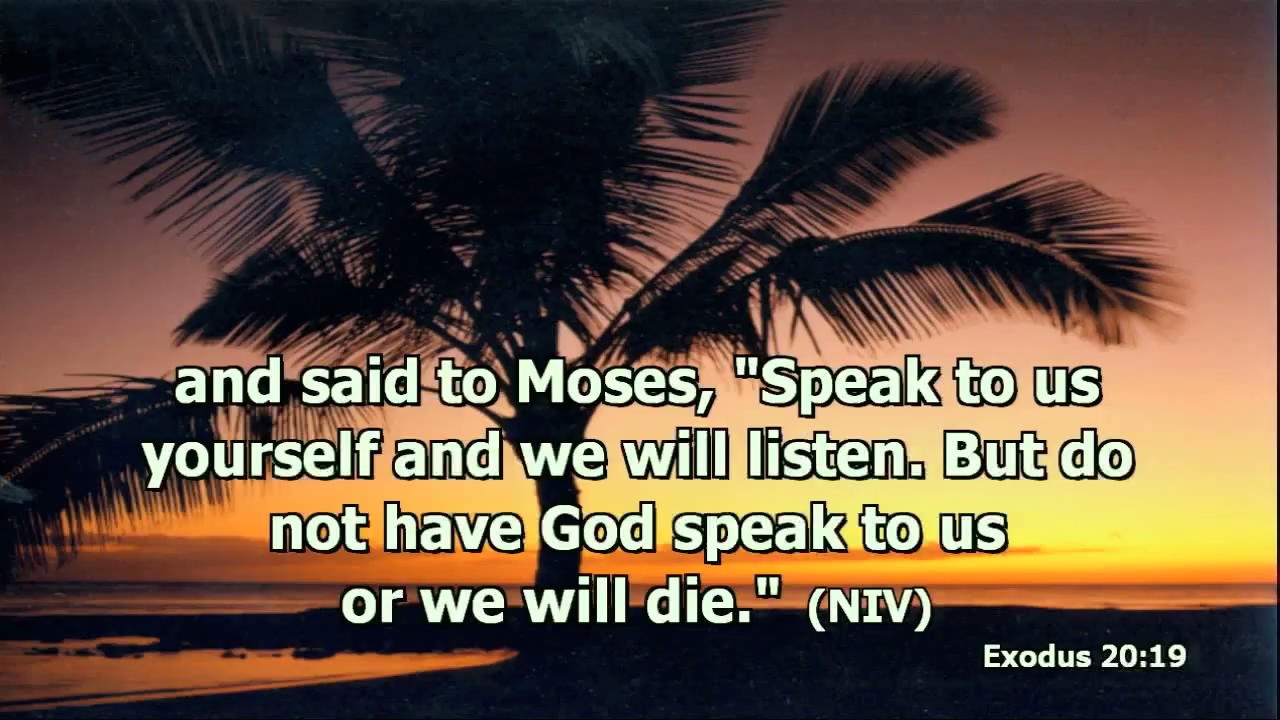 and said to Moses, "Speak to us
yourself and we will listen. But do
not have God speak to us
or we will die." (NIV)
Exodus 20:19